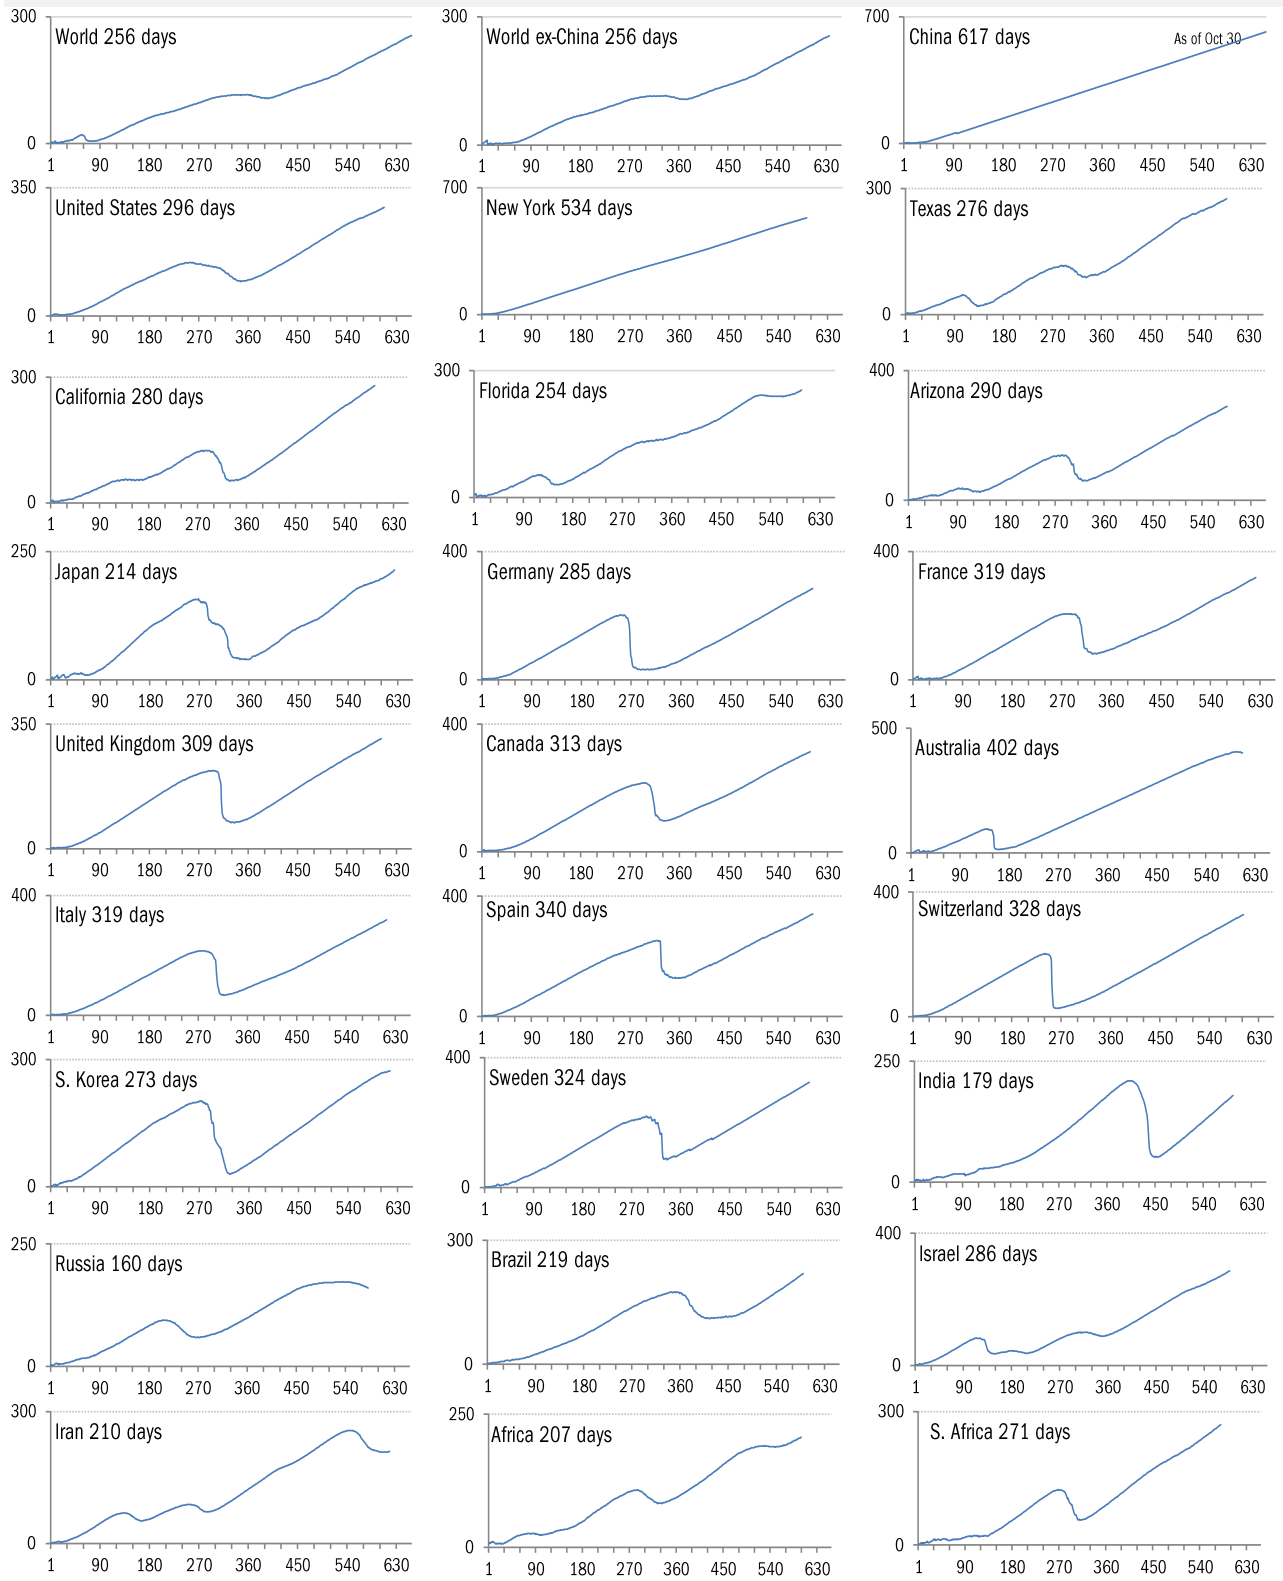 300
World 256 days
0
1 90 180 270 360 450 540 630
300
World ex-China 256 days
0
1 90 180 270 360 450 540 630
700
China 617 days
As of Oct 30
0
1 90 180 270 360 450 540 630
350
United States 296 days
0
1 90 180 270 360 450 540 630
700
New York 534 days
0
1 90 180 270 360 450 540 630
300
Texas 276 days
0
1 90 180 270 360 450 540 630
300
California 280 days
0
1 90 180 270 360 450 540 630
300
Florida 254 days
0
1 90 180 270 360 450 540 630
400
Arizona 290 days
0
1 90 180 270 360 450 540 630
250
Japan 214 days
0
1 90 180 270 360 450 540 630
400
Germany 285 days
0
1 90 180 270 360 450 540 630
400
France 319 days
0
1 90 180 270 360 450 540 630
350
United Kingdom 309 days
0
1 90 180 270 360 450 540 630
400
Canada 313 days
0
1 90 180 270 360 450 540 630
500
Australia 402 days
0
1 90 180 270 360 450 540 630
400
Italy 319 days
0
1 90 180 270 360 450 540 630
400
Spain 340 days
0
1 90 180 270 360 450 540 630
400
Switzerland 328 days
0
1 90 180 270 360 450 540 630
300
S. Korea 273 days
0
1 90 180 270 360 450 540 630
400
Sweden 324 days
0
1 90 180 270 360 450 540 630
250
India 179 days
0
1 90 180 270 360 450 540 630
250
Russia 160 days
0
1 90 180 270 360 450 540 630
300
Brazil 219 days
0
1 90 180 270 360 450 540 630
400
Israel 286 days
0
1 90 180 270 360 450 540 630
300
Iran 210 days
0
1 90 180 270 360 450 540 630
250
Africa 207 days
0
1 90 180 270 360 450 540 630
300
S. Africa 271 days
0
1 90 180 270 360 450 540 630